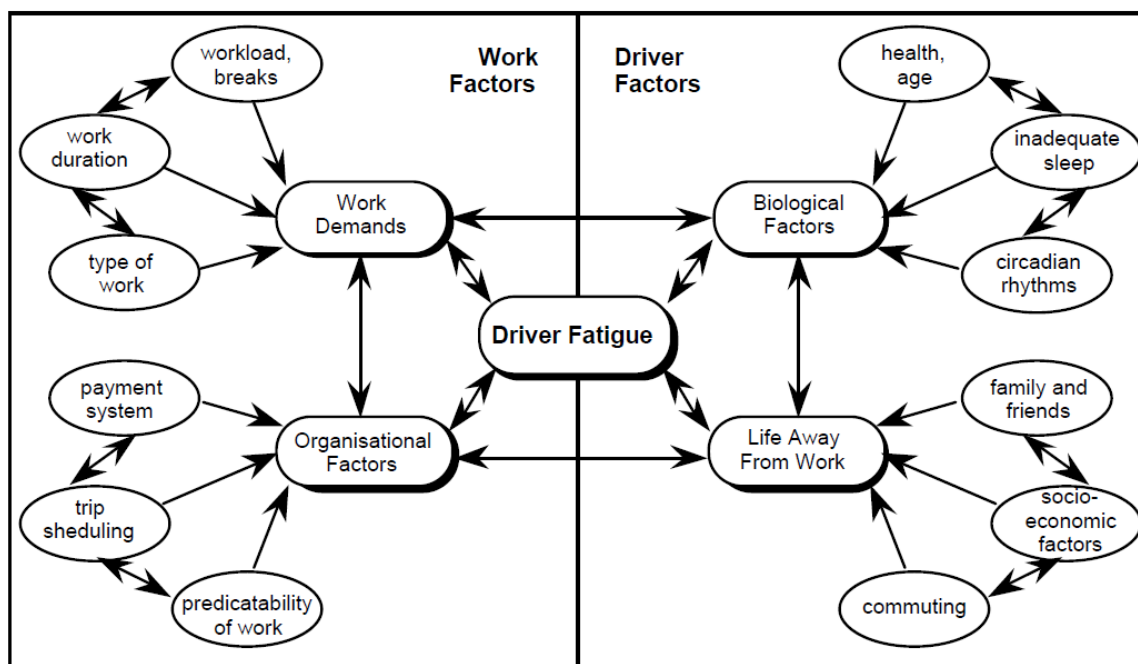 Work
Factors
Driver
Factors
workload,
breaks
work
duration
type of
work
Work
Demands
payment
system
trip
sheduling
predicatability
of work
Organisational
Factors
Driver Fatigue
health,
age
inadequate
sleep
circadian
rhythms
Biological
Factors
family and
friends
socio-
economic
factors
commuting
Life Away
From Work